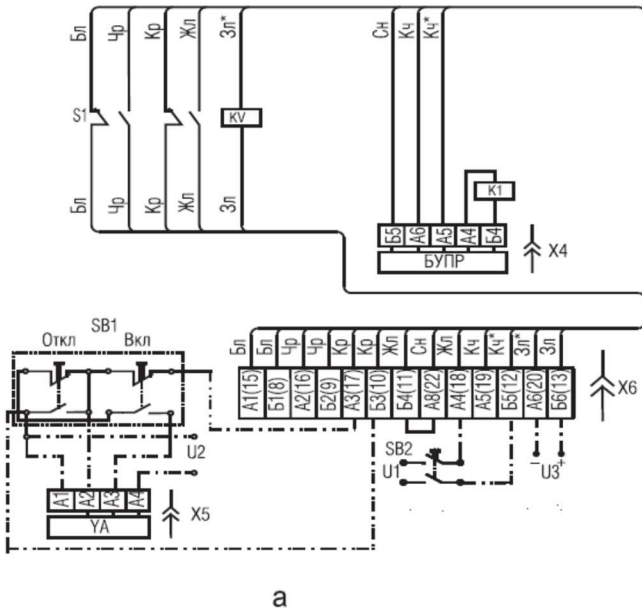 Бл Чр Кр Жл Зл* Сн Кч Кч*
S1 KV
Бл Чр Кр Жл Зл
К1
Б5 А6 А5 А4 Б4
БУПР
X4
SB1
Откл Вкл
Бл Бл Чр Чр Кр Кр Жл Сн Жл Кч Кч* Зл* Зл
А1(15) Б1(8) А2(16) Б2(9) А3(17) Б3(10) Б4(11) А8(22) А4(18) А5(19) Б5(12) А6(20) Б6(13)
X6
U2
SB2
U1
− U3 +
А1 А2 А3 А4
X5
YA
а